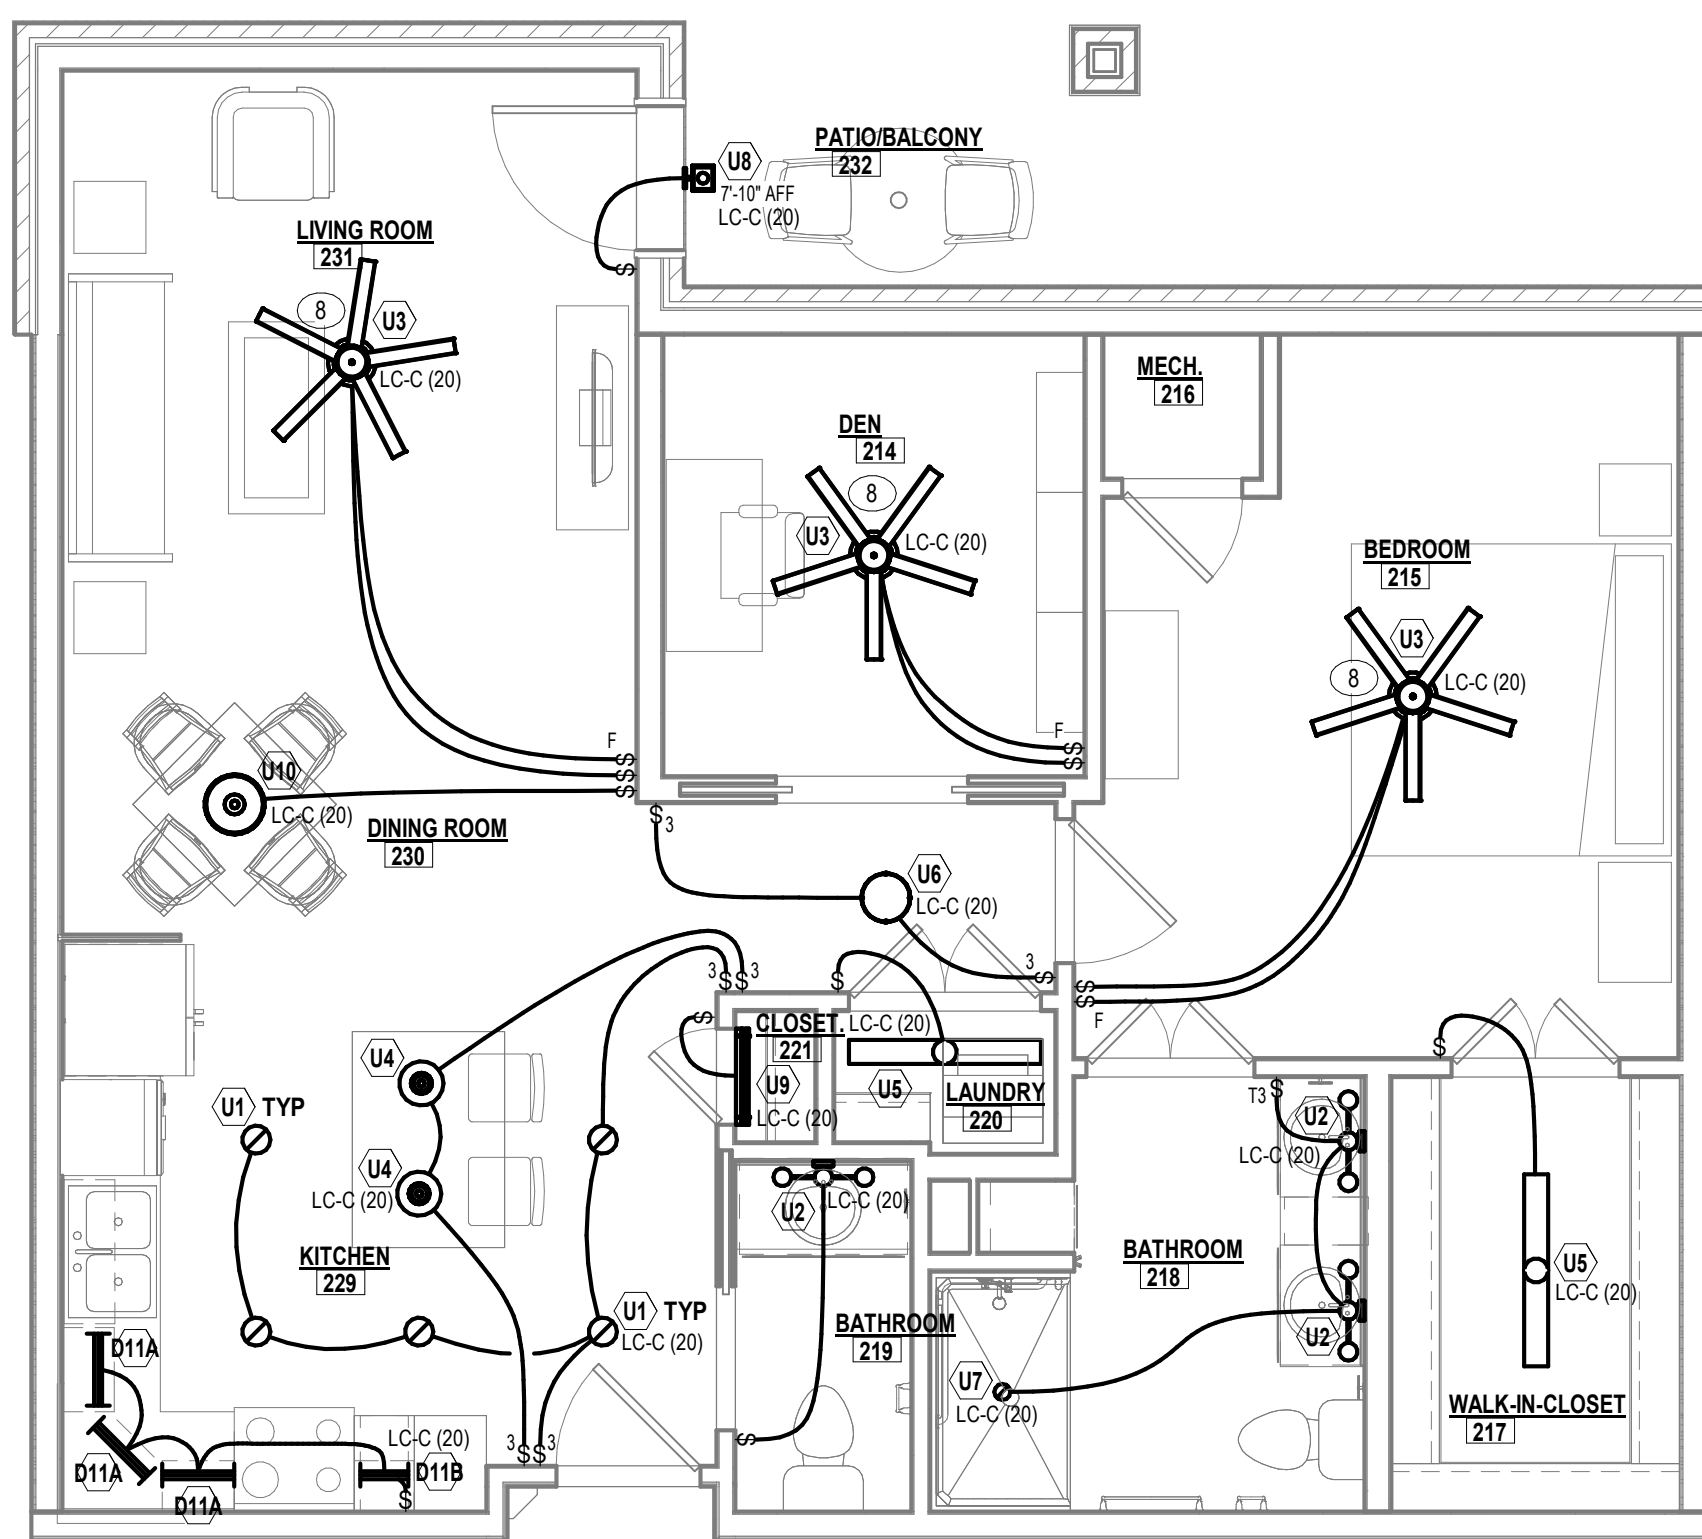 PATIO/BALCONY
232
U8
7'-10" AFF
LC-C (20)
S
LIVING ROOM
231
8
U3
LC-C (20)
MECH.
216
DEN
214
8
U3
LC-C (20)
BEDROOM
215
U3
8
LC-C (20)
F
S
S
S
F
S
S
U10
LC-C (20)
DINING ROOM
230
S
3
U6
LC-C (20)
3
S
3
S
S
3
S
S
S
F
S
S
CLOSET.
221
LC-C (20)
U9
LC-C (20)
U5
LAUNDRY
220
U4
U1 TYP
U4
LC-C (20)
KITCHEN
229
U1 TYP
LC-C (20)
T3
S
U2
LC-C (20)
U2
LC-C (20)
BATHROOM
218
U2
U5
LC-C (20)
BATHROOM
219
U7
LC-C (20)
WALK-IN-CLOSET
217
D11A
LC-C (20)
D11A
D11A
D11B
S
3
S
S
3
S